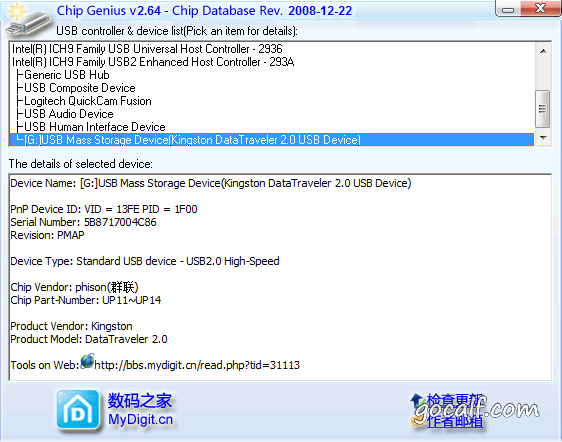 Chip Genius v2.64 - Chip Database Rev. 2008-12-22
USB controller & device list(Pick an item for details):
Intel(R) ICH9 Family USB Universal Host Controller - 2936
Intel(R) ICH9 Family USB2 Enhanced Host Controller - 293A
├Generic USB Hub
├USB Composite Device
├Logitech QuickCam Fusion
├USB Audio Device
├USB Human Interface Device
└[G:]USB Mass Storage Device(Kingston DataTraveler 2.0 USB Device)
The details of selected device:
Device Name: [G:]USB Mass Storage Device(Kingston DataTraveler 2.0 USB Device)
PnP Device ID: VID = 13FE PID = 1F00
Serial Number: 5B8717004C86
Revision: PMAP
Device Type: Standard USB device - USB2.0 High-Speed
Chip Vendor: phison(群联)
Chip Part-Number: UP11~UP14
Product Vendor: Kingston
Product Model: DataTraveler 2.0
Tools on Web: http://bbs.mydigit.cn/read.php?tid=31113
数码之家
MyDigit.cn
检查更新
作者邮箱
gocalf.com